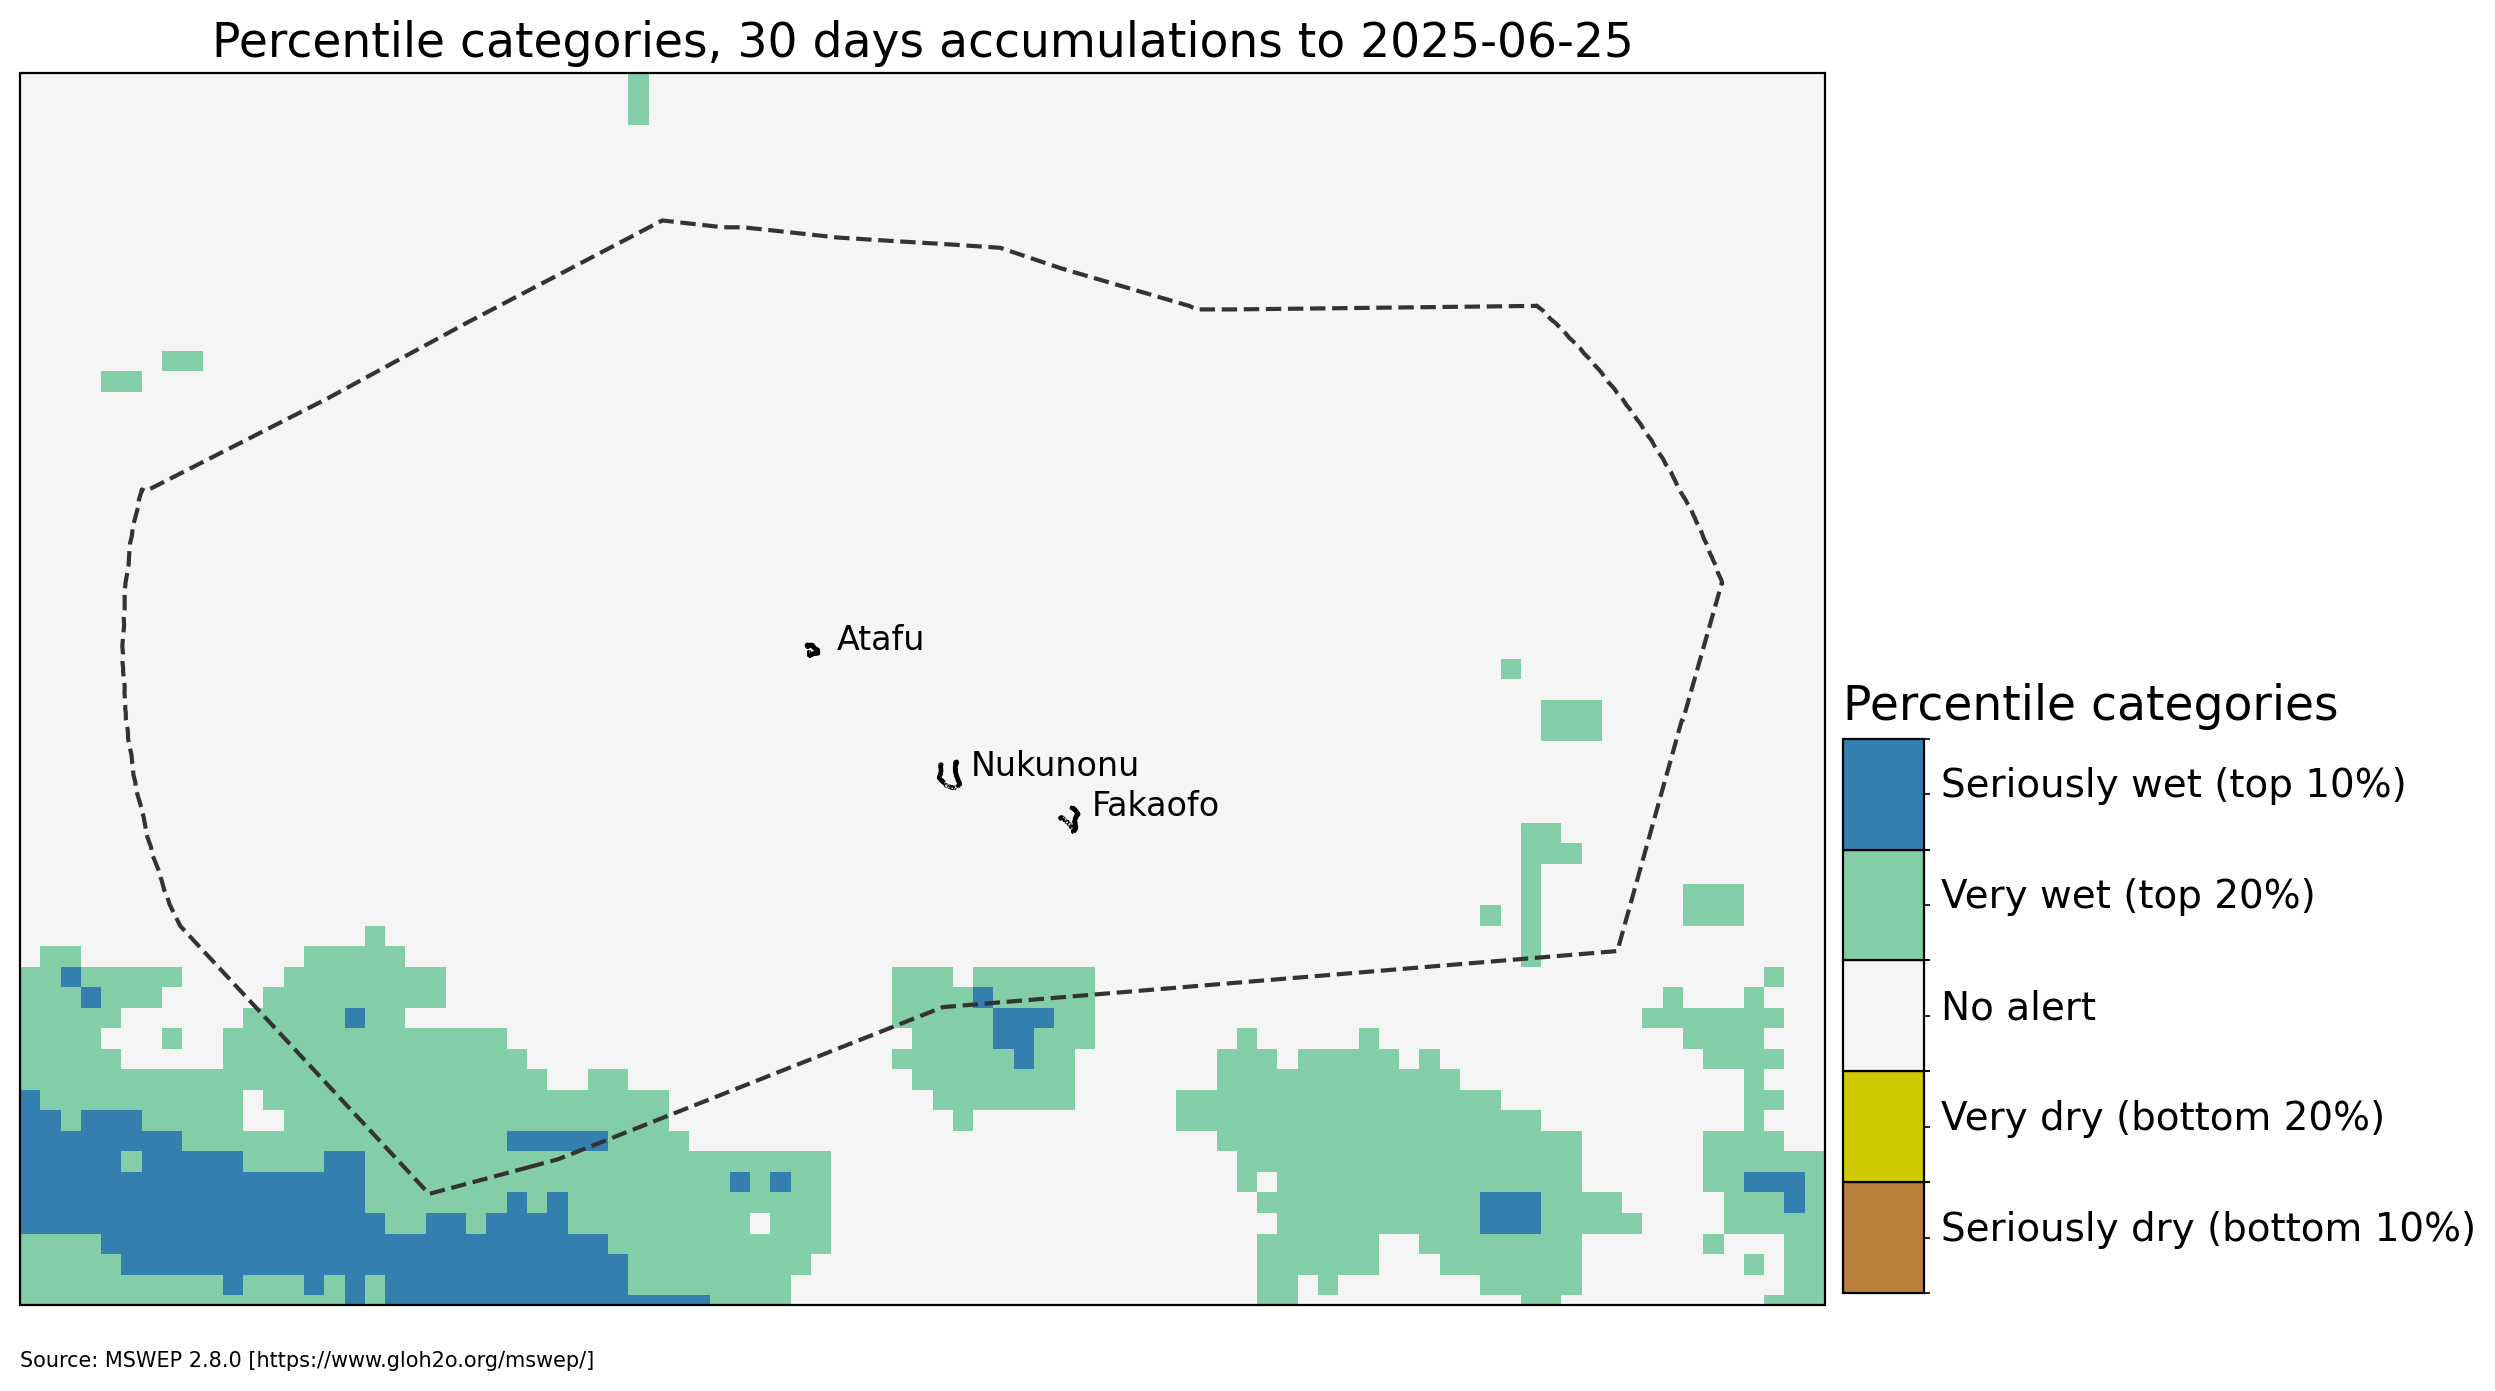 Percentile categories, 30 days accumulations to 2025-06-25
Atafu
Nukunonu
Fakaofo
Percentile categories
Seriously wet (top 10%)
Very wet (top 20%)
No alert
Very dry (bottom 20%)
Seriously dry (bottom 10%)
Source: MSWEP 2.8.0 [https://www.gloh2o.org/mswep/]